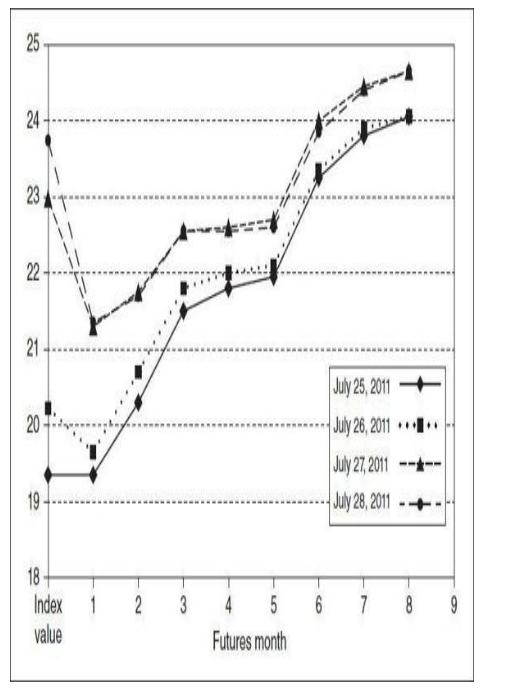 25
24
23
22
21
20
19
18
July 25, 2011
July 26, 2011
July 27, 2011
July 28, 2011
Index value 1 2 3 4 5 6 7 8 9
Futures month